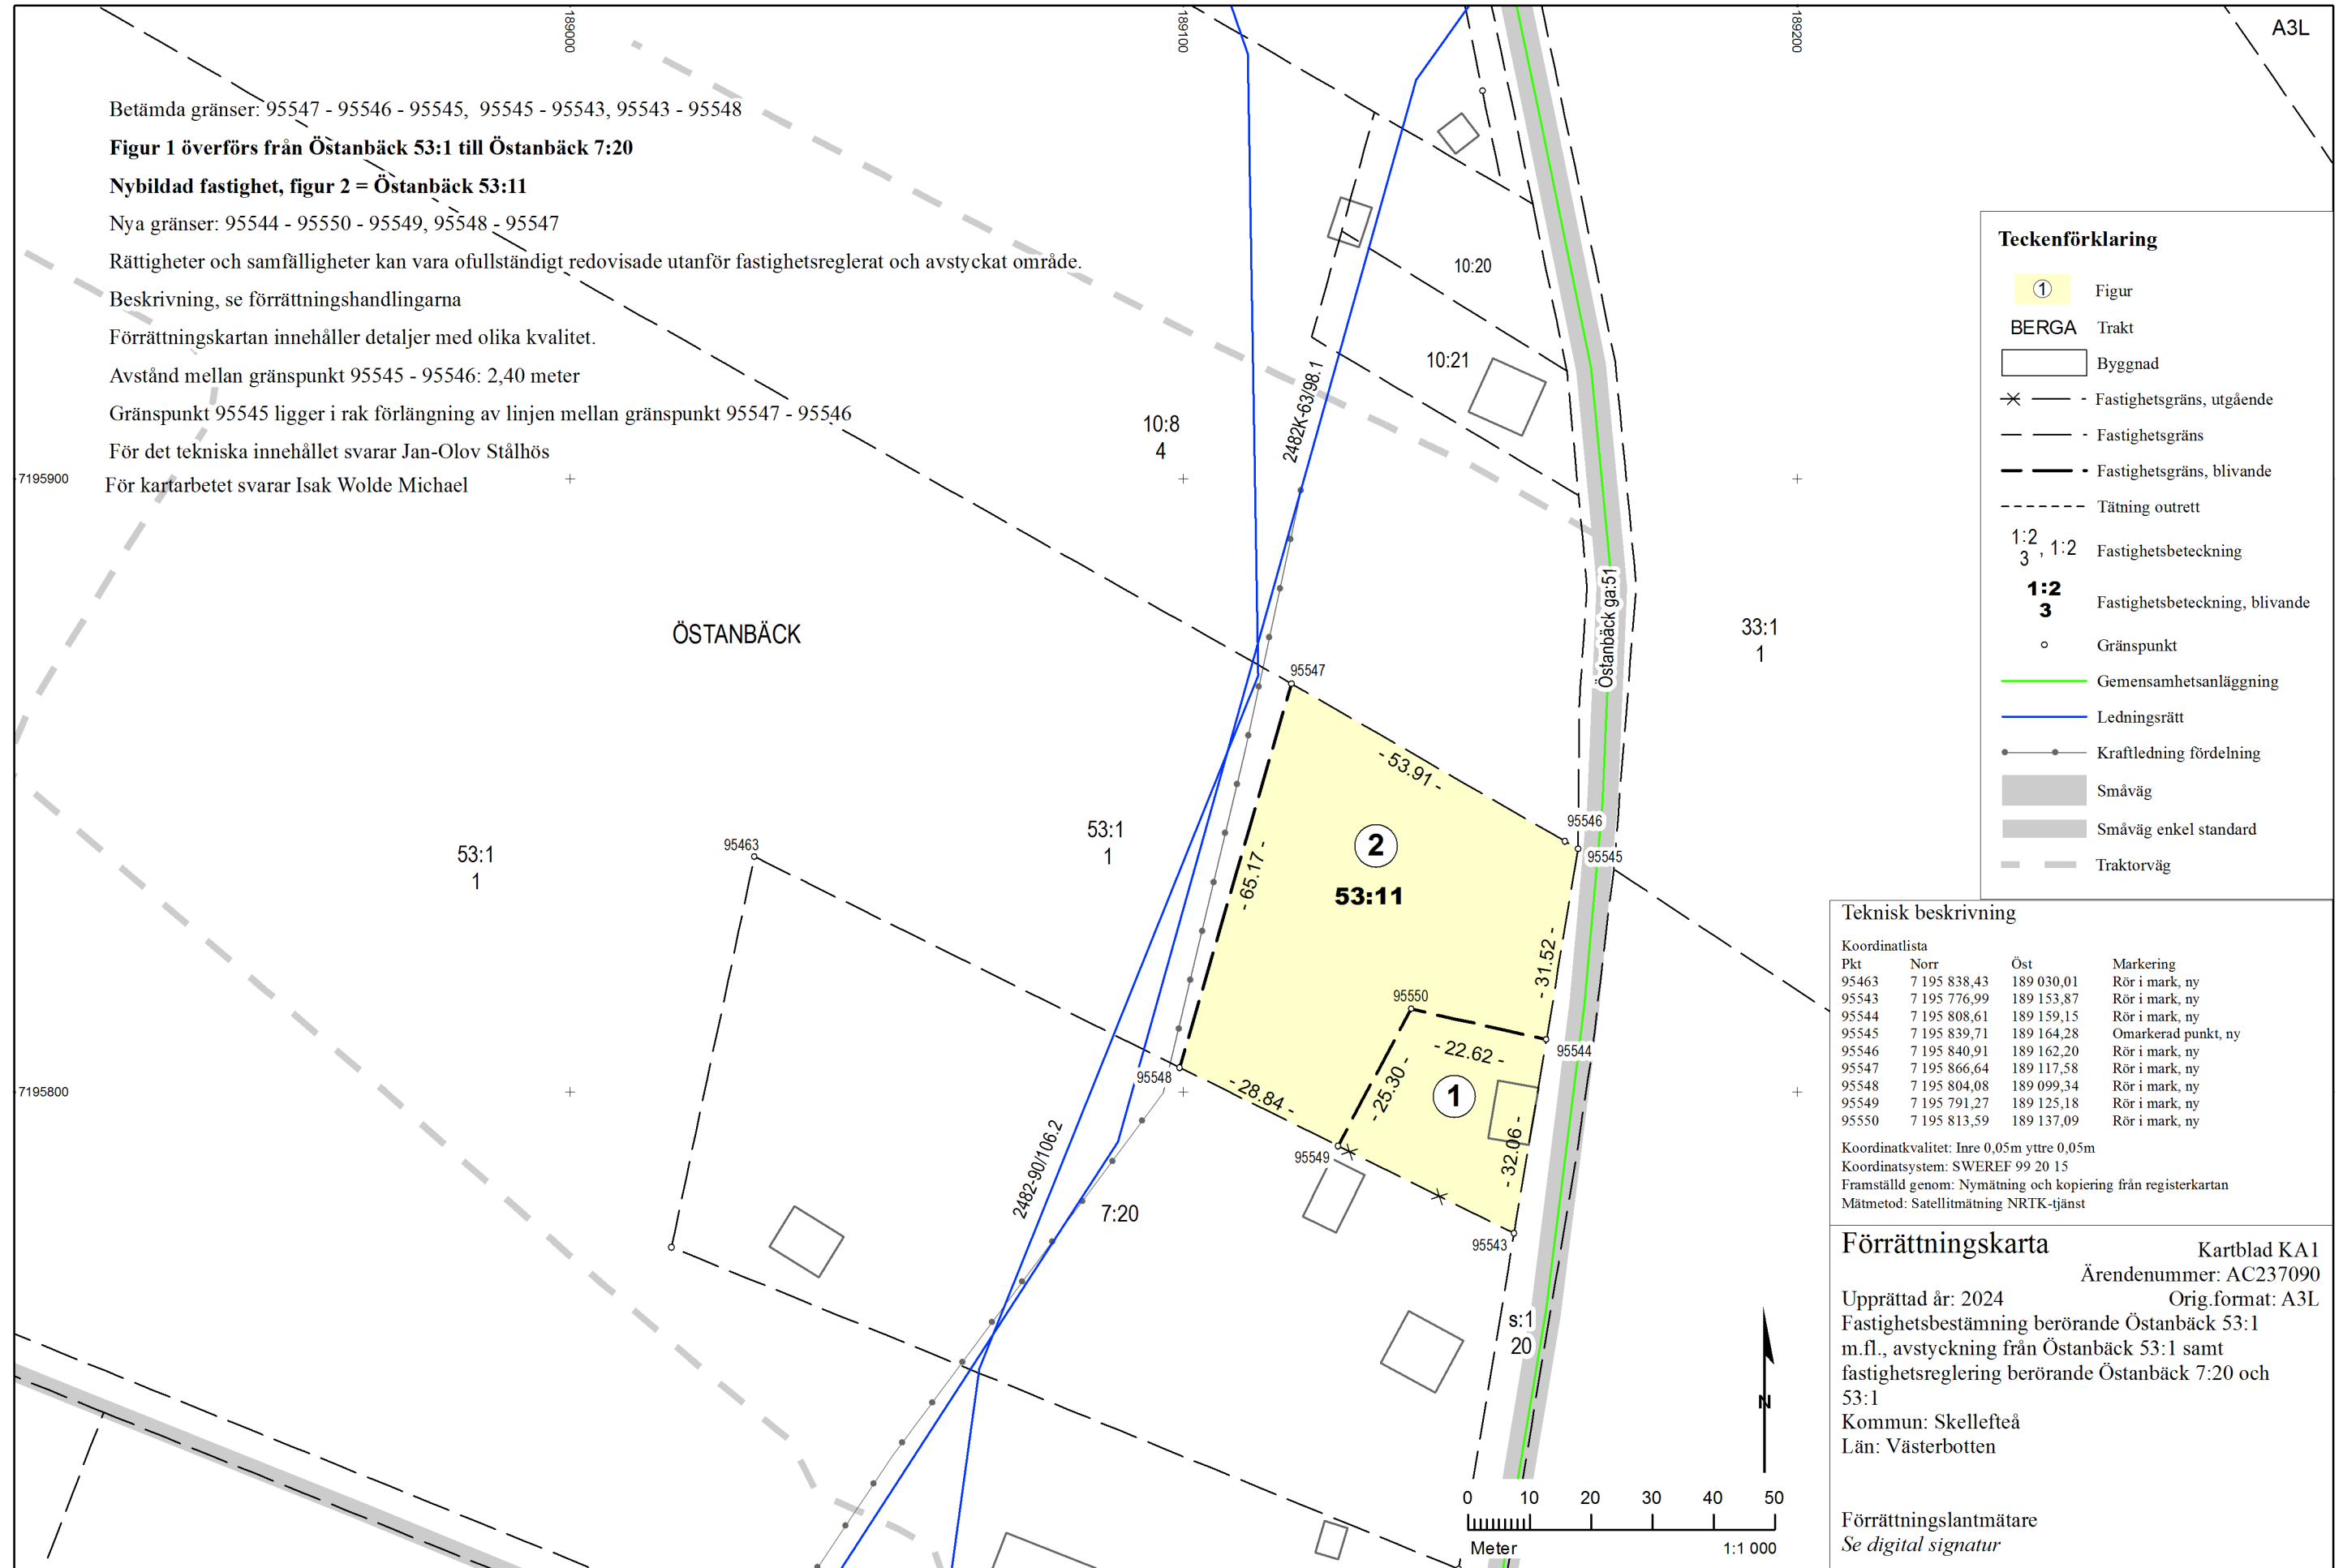 189000
189100
189200
A3L
Betämda gränser: 95547 - 95546 - 95545, 95545 - 95543, 95543 - 95548
Figur 1 överförs från Östanbäck 53:1 till Östanbäck 7:20
Nybildad fastighet, figur 2 = Östanbäck 53:11
Nya gränser: 95544 - 95550 - 95549, 95548 - 95547
Rättigheter och samfälligheter kan vara ofullständigt redovisade utanför fastighetsreglerat och avstyckat område.
Beskrivning, se förrättningshandlingarna
Förrättningskartan innehåller detaljer med olika kvalitet.
Avstånd mellan gränspunkt 95545 - 95546: 2,40 meter
Gränspunkt 95545 ligger i rak förlängning av linjen mellan gränspunkt 95547 - 95546
För det tekniska innehållet svarar Jan-Olov Stålhös
För kartarbetet svarar Isak Wolde Michael
7195900
7195800
10:20
10:21
10:8
4
2482K-63/98.1
ÖSTANBÄCK
Östanbäck ga:51
33:1
1
95547
- 53.91 -
95546
95545
2
53:11
- 65.17 -
- 31.52 -
53:1
1
53:1
1
95463
95550
- 22.62 -
95544
95548
- 28.84 -
- 25.30 -
1
- 32.06 -
95549
95543
2482-90/106.2
7:20
s:1
20
N
0 10 20 30 40 50
Meter
1:1 000
Teckenförklaring
1 Figur
BERGA Trakt
Byggnad
Fastighetsgräns, utgående
Fastighetsgräns
Fastighetsgräns, blivande
Tätning outrett
1:2
3 , 1:2 Fastighetsbeteckning
1:2
3 Fastighetsbeteckning, blivande
Gränspunkt
Gemensamhetsanläggning
Ledningsrätt
Kraftledning fördelning
Småväg
Småväg enkel standard
Traktorväg
Teknisk beskrivning
Koordinatlista
Pkt Norr Öst Markering
95463 7 195 838,43 189 030,01 Rör i mark, ny
95543 7 195 776,99 189 153,87 Rör i mark, ny
95544 7 195 808,61 189 159,15 Rör i mark, ny
95545 7 195 839,71 189 164,28 Omarkerad punkt, ny
95546 7 195 840,91 189 162,20 Rör i mark, ny
95547 7 195 866,64 189 117,58 Rör i mark, ny
95548 7 195 804,08 189 099,34 Rör i mark, ny
95549 7 195 791,27 189 125,18 Rör i mark, ny
95550 7 195 813,59 189 137,09 Rör i mark, ny
Koordinatkvalitet: Inre 0,05m yttre 0,05m
Koordinatsystem: SWEREF 99 20 15
Framställd genom: Nymätning och kopiering från registerkartan
Mätmetod: Satellitmätning NRTK-tjänst
Förrättningskarta
Kartblad KA1
Ärendenummer: AC237090
Upprättad år: 2024 Orig.format: A3L
Fastighetsbestämning berörande Östanbäck 53:1
m.fl., avstyckning från Östanbäck 53:1 samt
fastighetsreglering berörande Östanbäck 7:20 och
53:1
Kommun: Skellefteå
Län: Västerbotten
Förrättningslantmätare
Se digital signatur